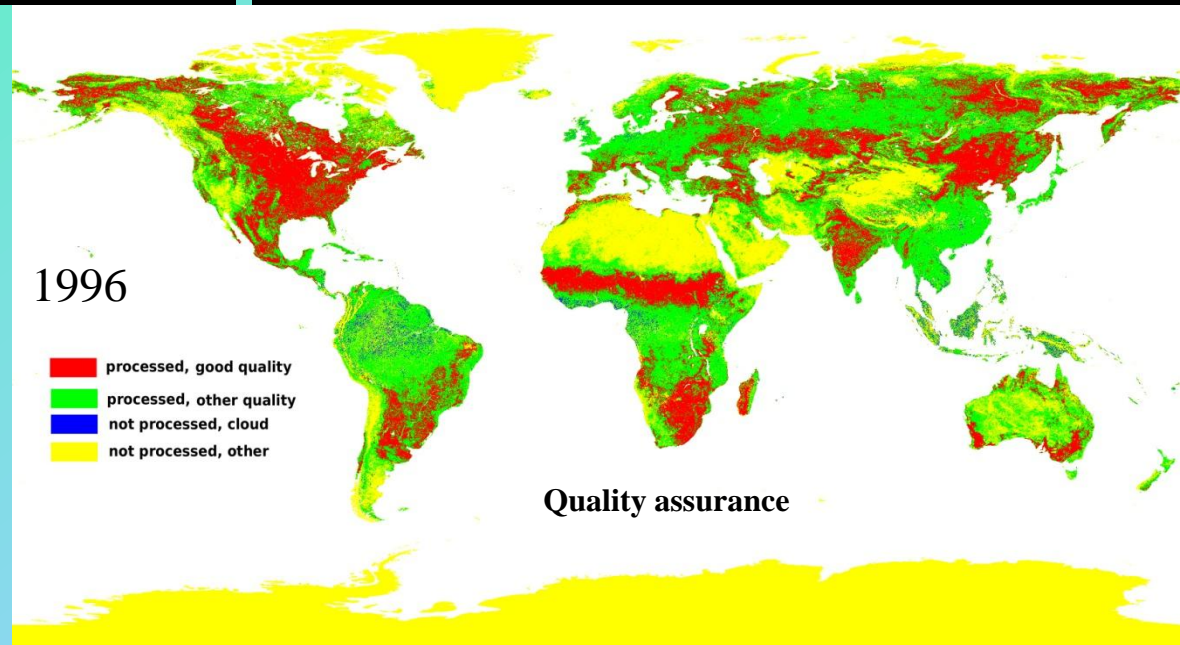 1996
processed, good quality
processed, other quality
not processed, cloud
not processed, other
Quality assurance